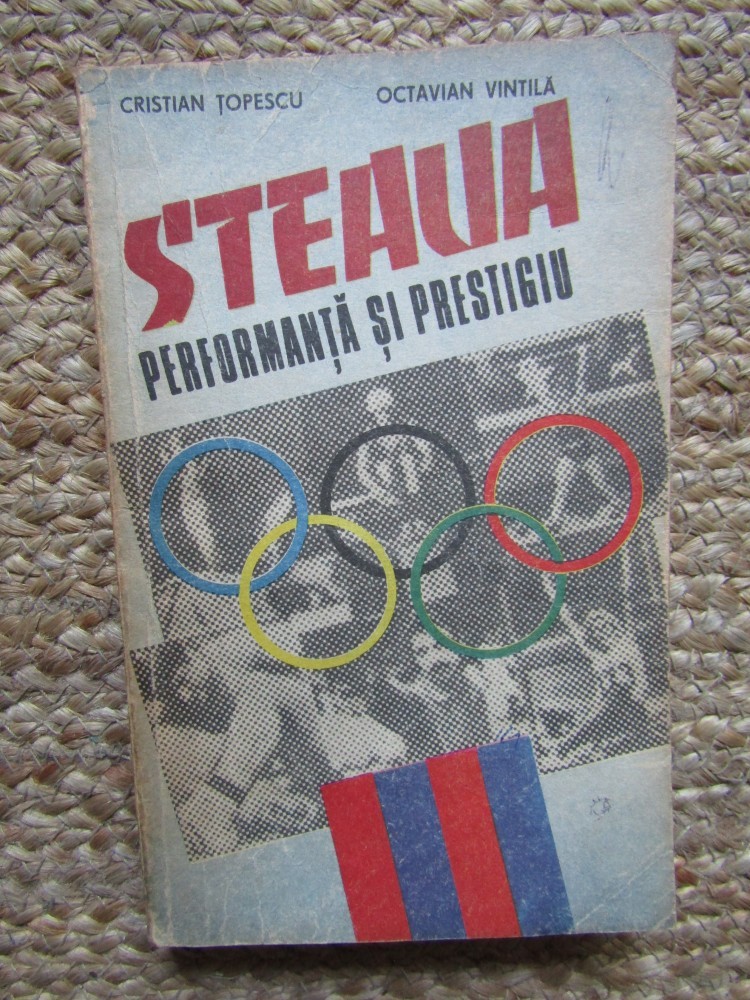 CRISTIAN ȚOPESCU OCTAVIAN VINTILĂ
STEAUA
PERFORMANȚĂ ȘI PRESTIGIU